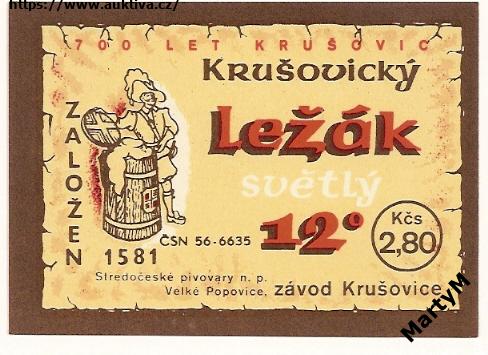 https://www.aukliva.cz/
700 LET KRUŠOVIC
Krušovický
Ležák
světlý
12°
ZALOŽEN
1581
ČSN 56-6635
Kčs
2,80
Středočeské pivovary n. p.
Velké Popovice, závod Krušovice
MartyM